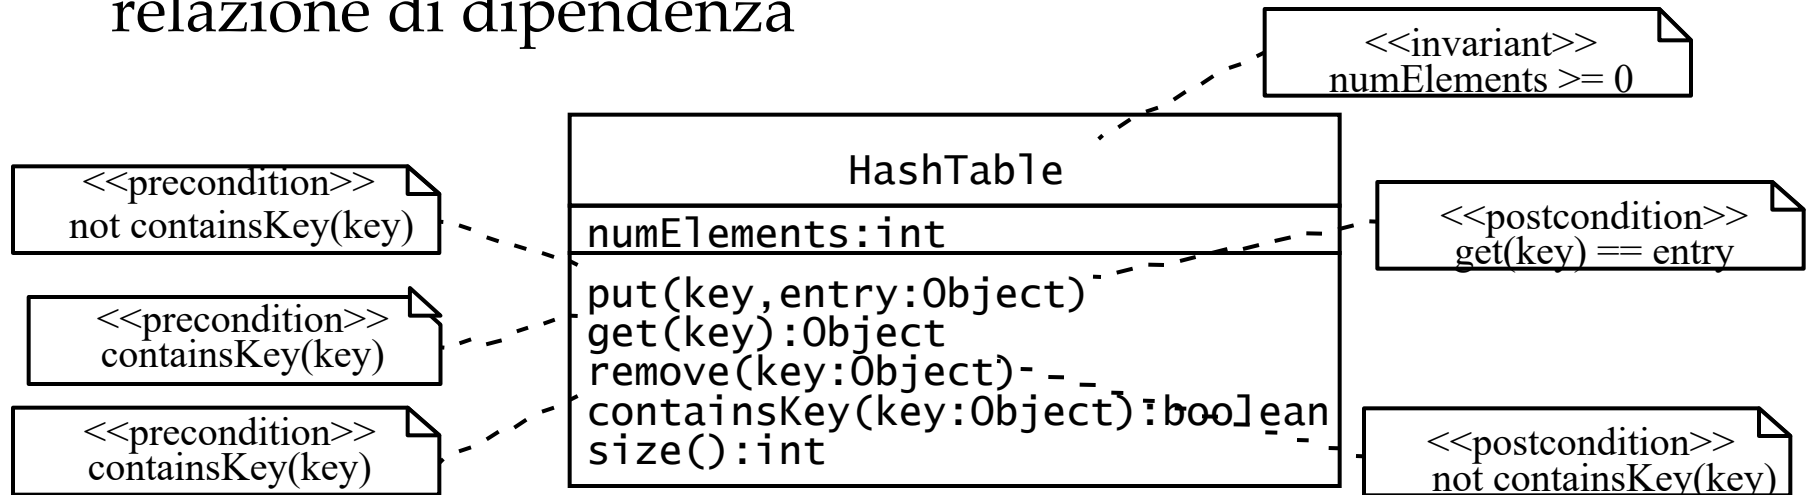 relazione di dipendenza
<<invariant>>
numElements >= 0
HashTable
<<precondition>>
not containsKey(key)
numElements:int
<<postcondition>>
get(key) == entry
put(key,entry:Object)
get(key):Object
remove(key:Object)
containsKey(key:Object):boolean
size():int
<<precondition>>
containsKey(key)
<<precondition>>
containsKey(key)
<<postcondition>>
not containsKey(key)